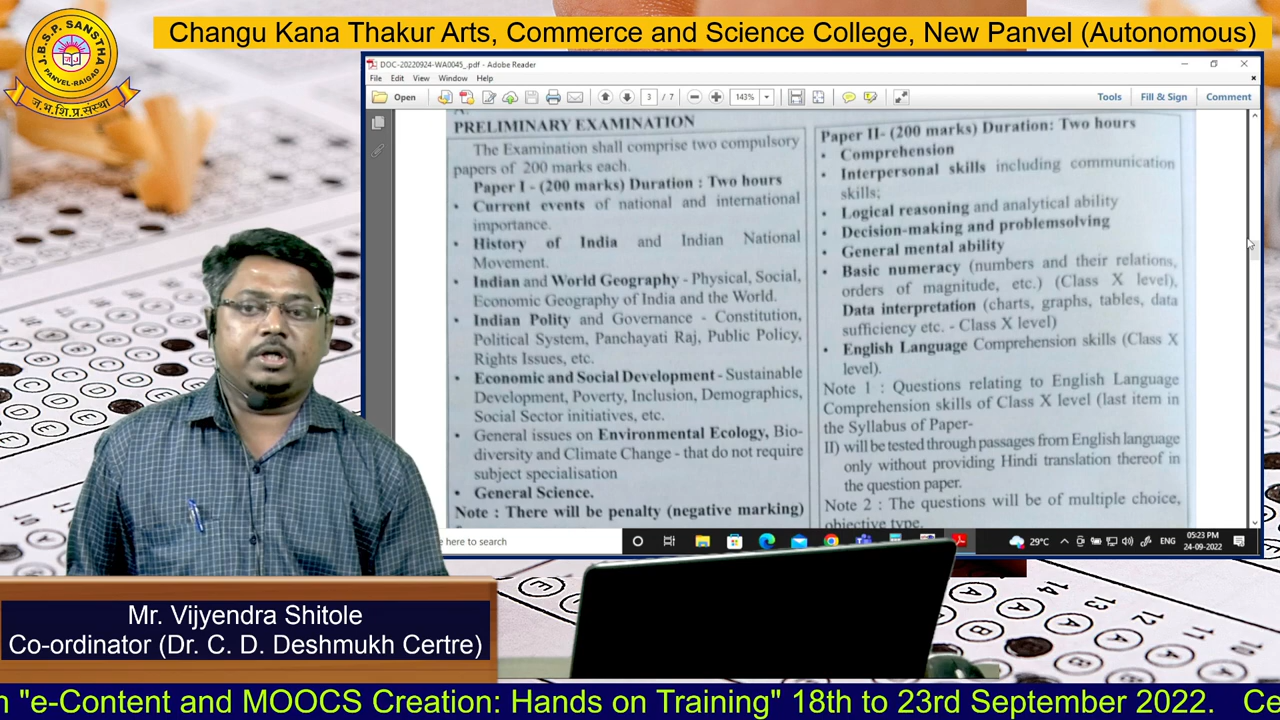 J.B.S.P. SANSTHA
PANVEL-RAIGAD
ज.भ.शि.प्र.संस्था
Changu Kana Thakur Arts, Commerce and Science College, New Panvel (Autonomous)
DOC-20220924-WA0045_.pdf - Adobe Reader
File Edit View Window Help
Open 3 / 7 143% Tools Fill & Sign Comment
PRELIMINARY EXAMINATION
The Examination shall comprise two compulsory
papers of 200 marks each.
Paper I - (200 marks) Duration : Two hours
• Current events of national and international
importance.
• History of India and Indian National
Movement.
• Indian and World Geography - Physical, Social,
Economic Geography of India and the World.
• Indian Polity and Governance - Constitution,
Political System, Panchayati Raj, Public Policy,
Rights Issues, etc.
• Economic and Social Development - Sustainable
Development, Poverty, Inclusion, Demographics,
Social Sector initiatives, etc.
• General issues on Environmental Ecology, Bio-
diversity and Climate Change - that do not require
subject specialisation
• General Science.
Note : There will be penalty (negative marking)
Paper II- (200 marks) Duration: Two hours
• Comprehension
• Interpersonal skills including communication
skills;
• Logical reasoning and analytical ability
• Decision-making and problemsolving
• General mental ability
• Basic numeracy (numbers and their relations,
orders of magnitude, etc.) (Class X level),
Data interpretation (charts, graphs, tables, data
sufficiency etc. - Class X level)
• English Language Comprehension skills (Class X
level).
Note 1 : Questions relating to English Language
Comprehension skills of Class X level (last item in
the Syllabus of Paper-
II) will be tested through passages from English language
only without providing Hindi translation thereof in
the question paper.
Note 2 : The questions will be of multiple choice,
objective type.
here to search
29°C ENG 05:23 PM
24-09-2022
Mr. Vijyendra Shitole
Co-ordinator (Dr. C. D. Deshmukh Certre)
"e-Content and MOOCS Creation: Hands on Training" 18th to 23rd September 2022. Ce
14
13
12
11
10